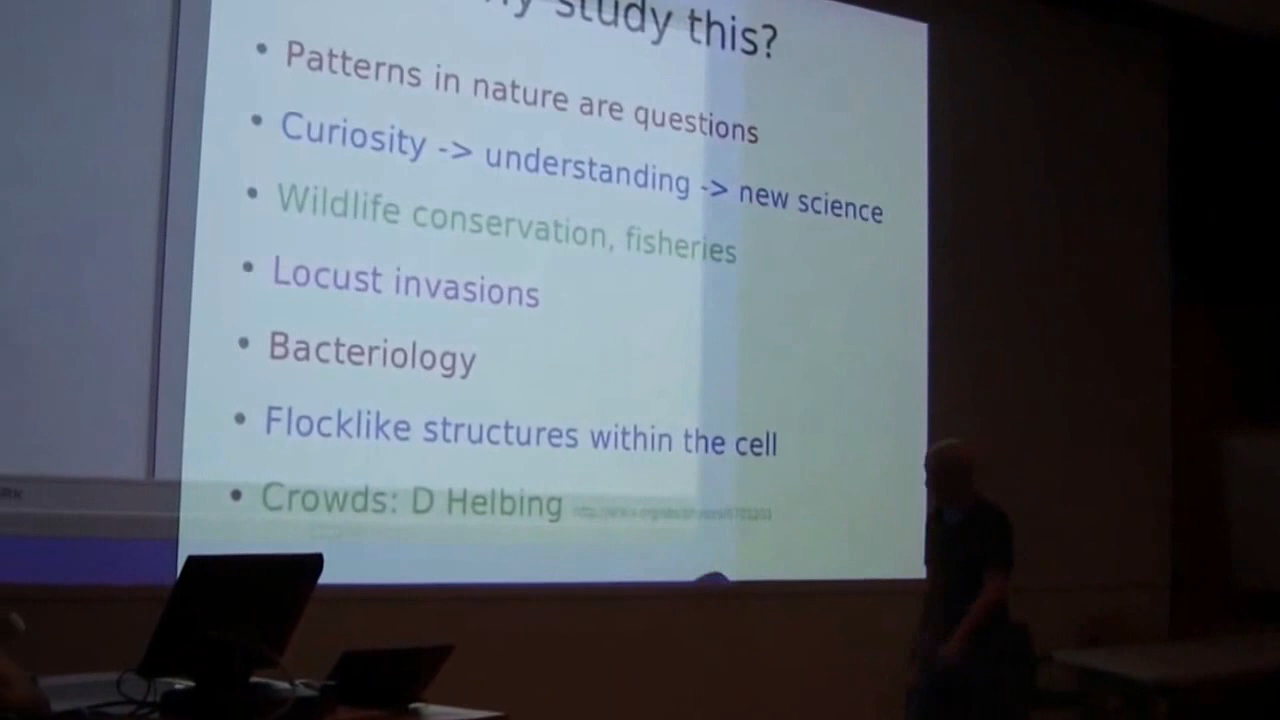 study this?
• Patterns in nature are questions
• Curiosity -> understanding -> new science
• Wildlife conservation, fisheries
• Locust invasions
• Bacteriology
• Flocklike structures within the cell
• Crowds: D Helbing